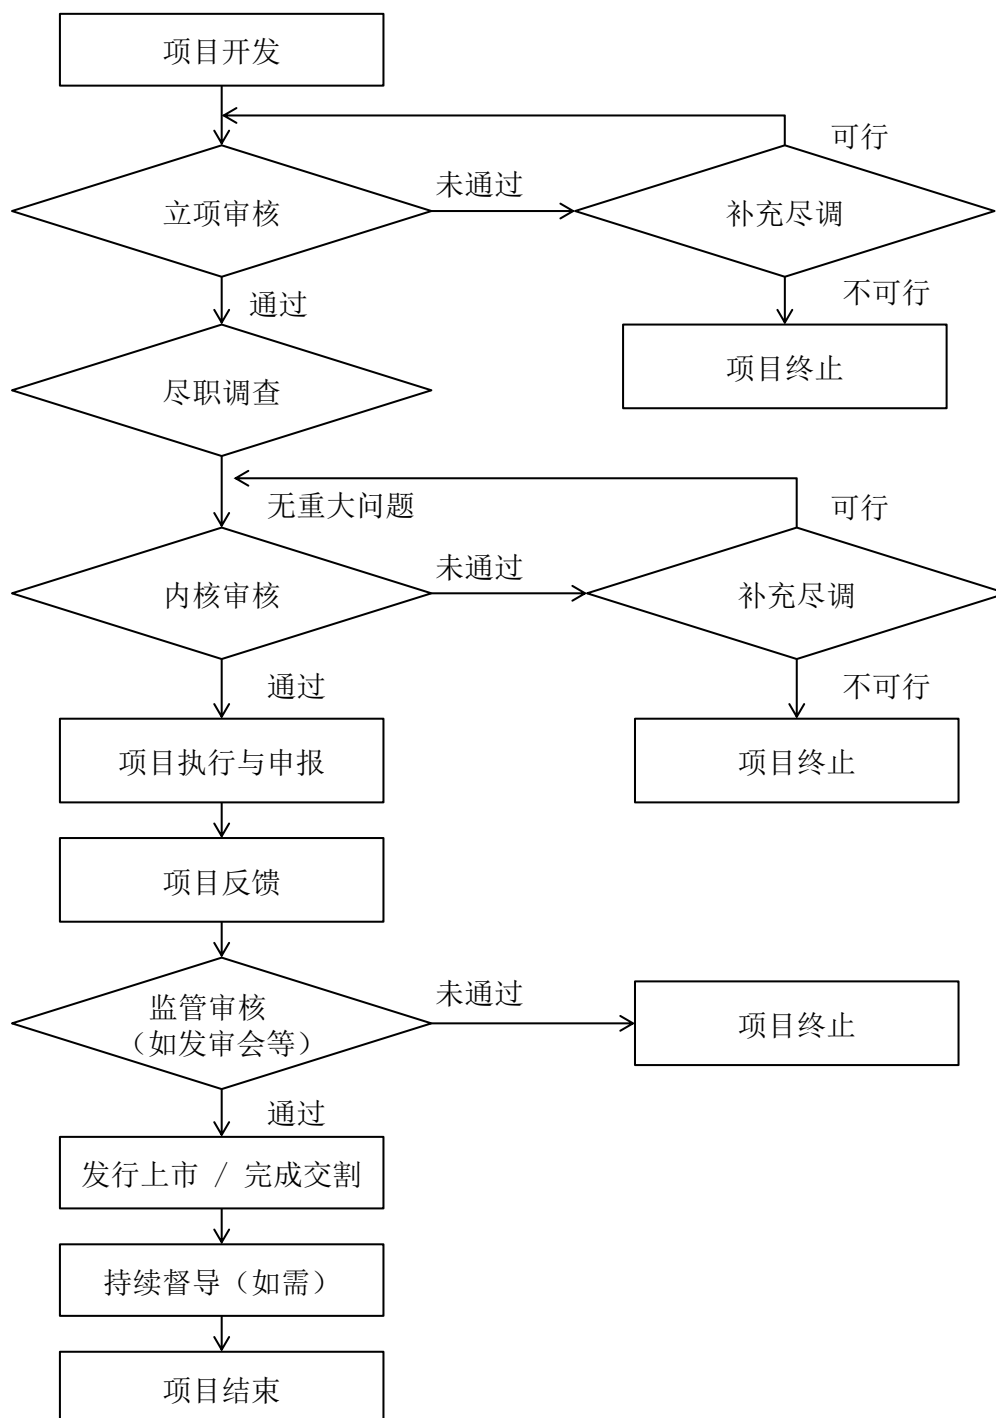 项目开发
可行
未通过
立项审核
补充尽调
不可行
通过
项目终止
尽职调查
无重大问题
可行
未通过
内核审核
补充尽调
通过
不可行
项目执行与申报
项目终止
项目反馈
未通过
监管审核
（如发审会等）
项目终止
通过
发行上市 / 完成交割
持续督导（如需）
项目结束